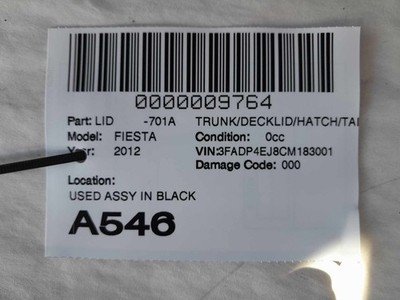 0000009764
Part: LID -701A TRUNK/DECKLID/HATCH/TAI
Model: FIESTA Condition: 0cc
Year: 2012 VIN:3FADP4EJ8CM183001
Damage Code: 000
Location:
USED ASSY IN BLACK
A546